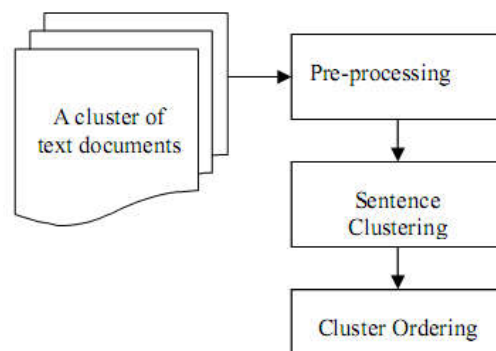 A cluster of
text documents
Pre-processing
Sentence
Clustering
Cluster Ordering